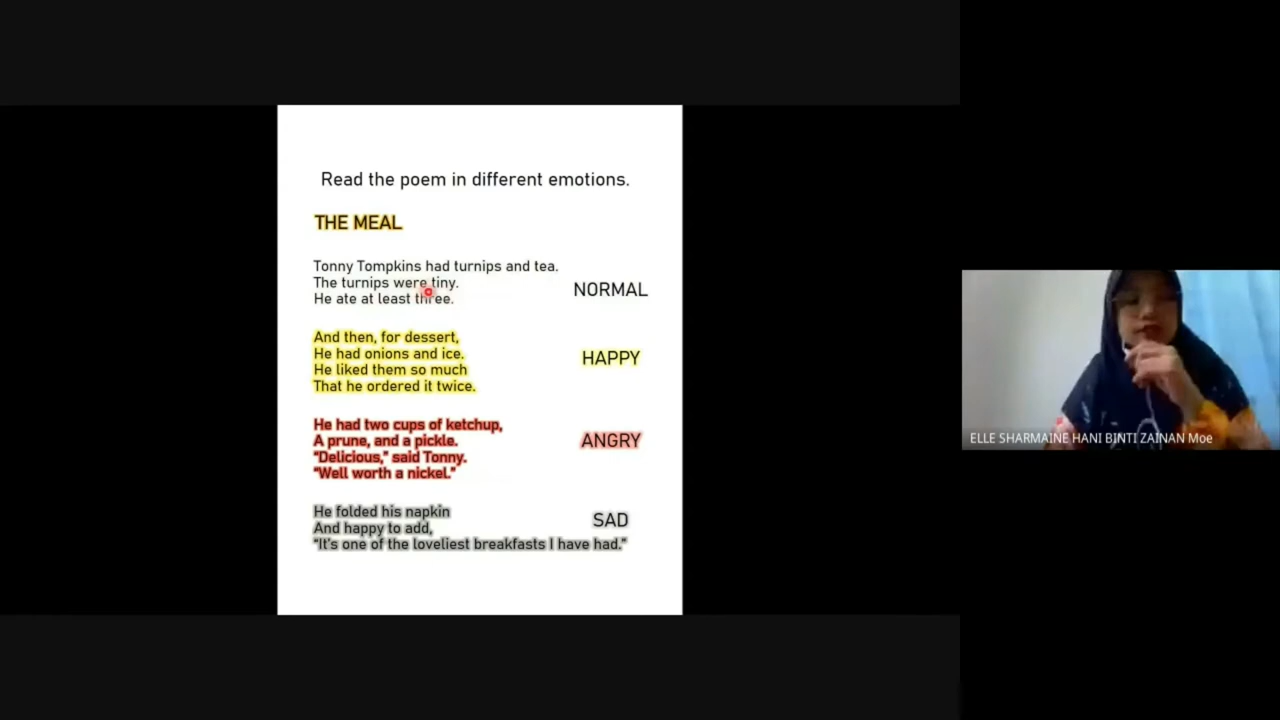 Read the poem in different emotions.
THE MEAL
Tonny Tompkins had turnips and tea.
The turnips were tiny.
He ate at least three.
NORMAL
And then, for dessert,
He had onions and ice.
He liked them so much
That he ordered it twice.
HAPPY
He had two cups of ketchup,
A prune, and a pickle.
“Delicious,” said Tonny.
“Well worth a nickel.”
ANGRY
He folded his napkin
And happy to add,
“It's one of the loveliest breakfasts I have had.”
SAD
ELLE SHARMAINE HANI BINTI ZAINAN Moe